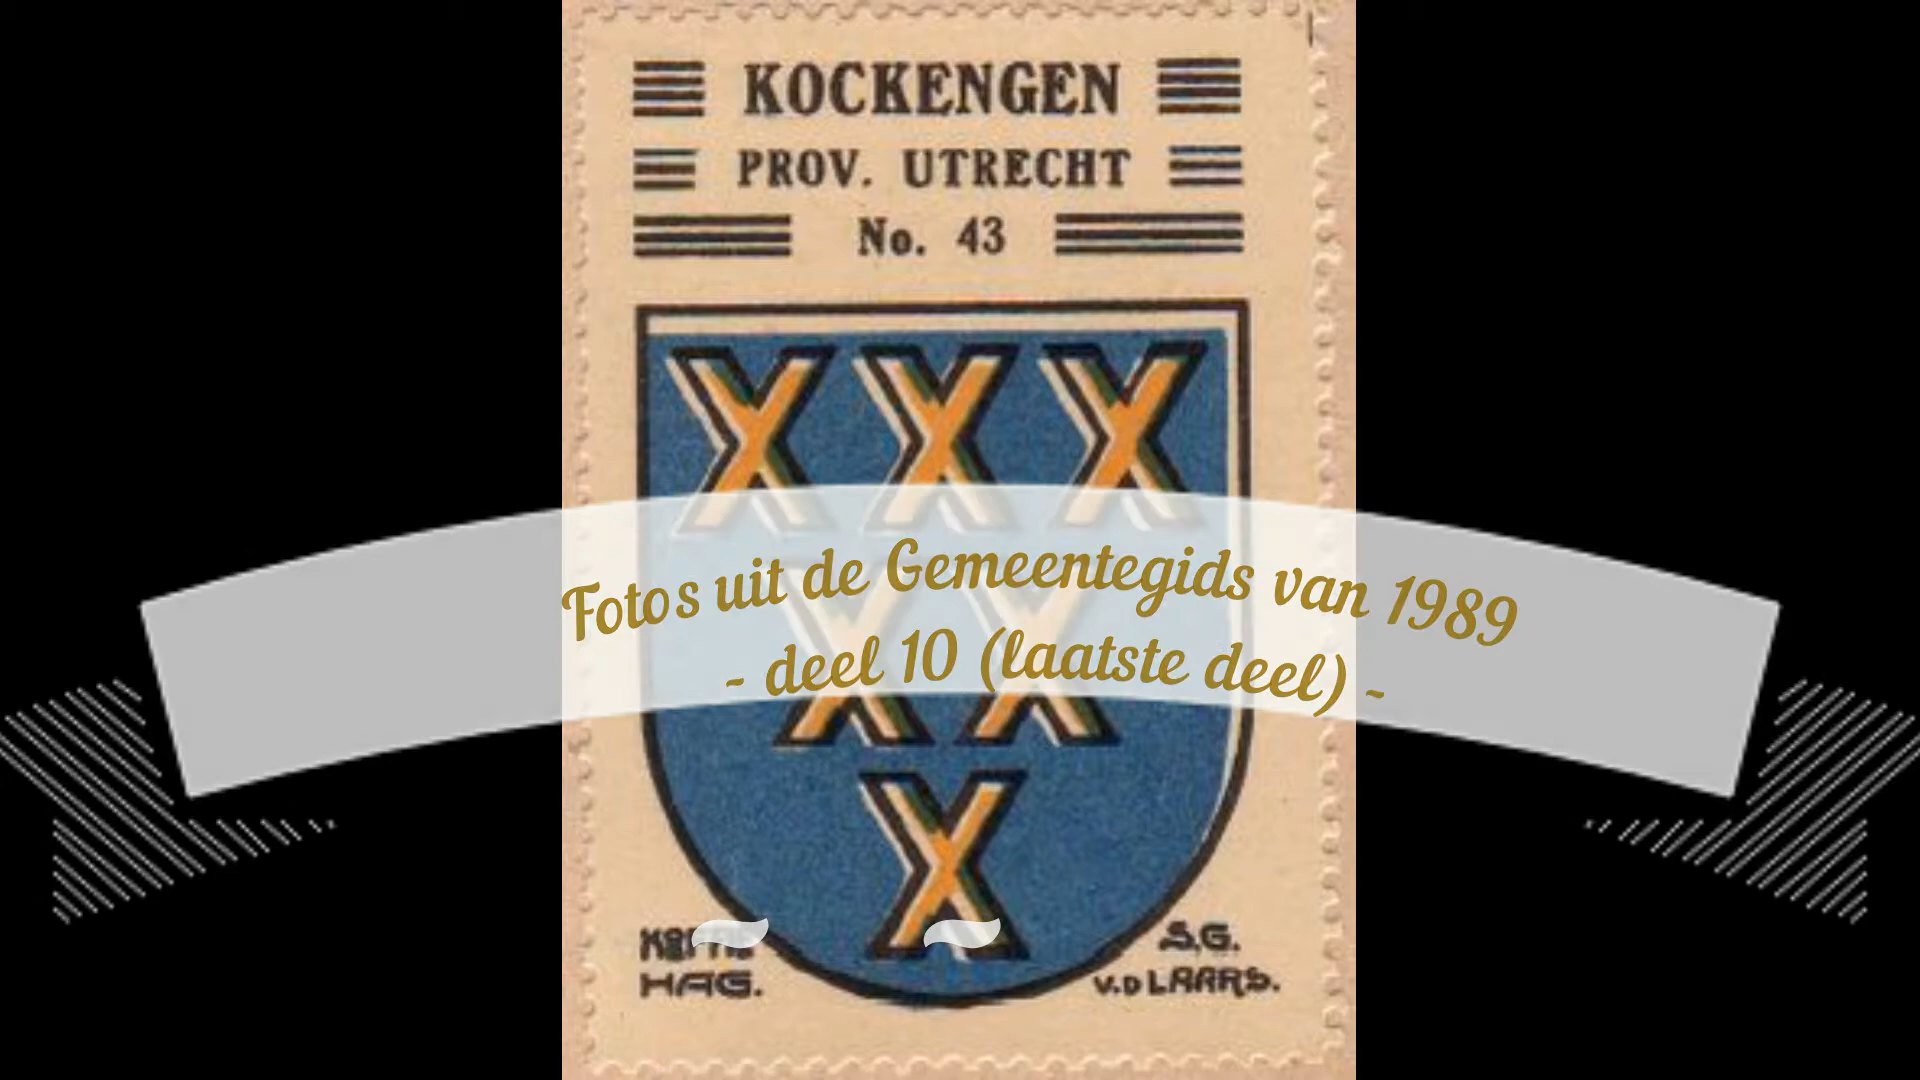 KOCKENGEN
PROV. UTRECHT
No. 43
X X X
Fotos uit de Gemeentegids van 1989
- deel 10 (laatste deel) -
X X
X
HAG.
S.G.
v.D LAARS.